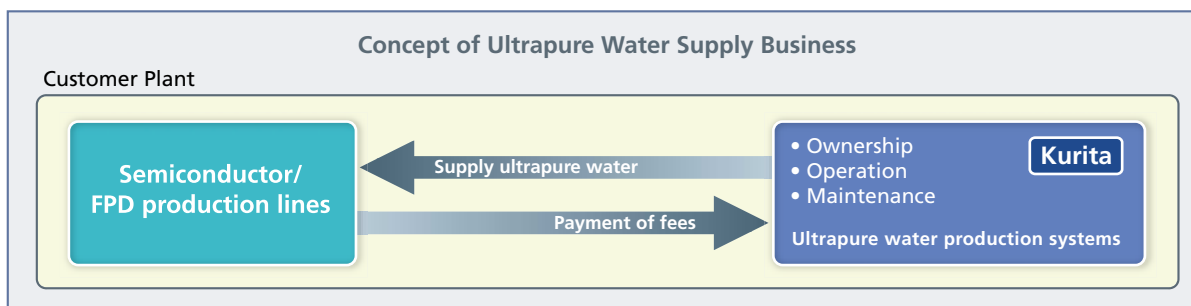 Concept of Ultrapure Water Supply Business
Customer Plant
Semiconductor/
FPD production lines
Supply ultrapure water
Payment of fees
• Ownership
• Operation
• Maintenance
Kurita
Ultrapure water production systems